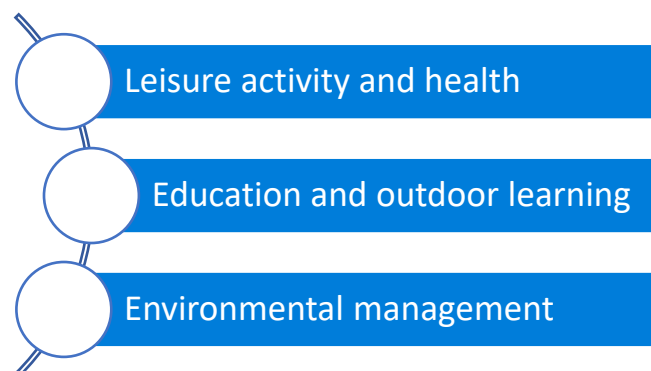 Leisure activity and health
Education and outdoor learning
Environmental management